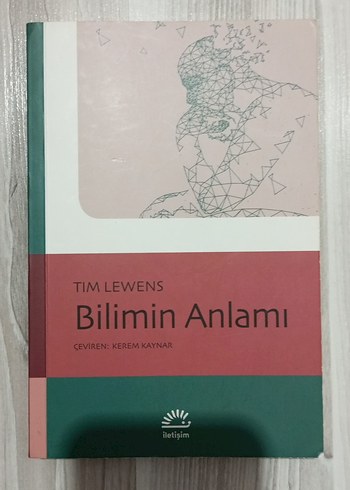 TIM LEWENS
Bilimin Anlamı
ÇEVİREN: KEREM KAYNAR
iletişim